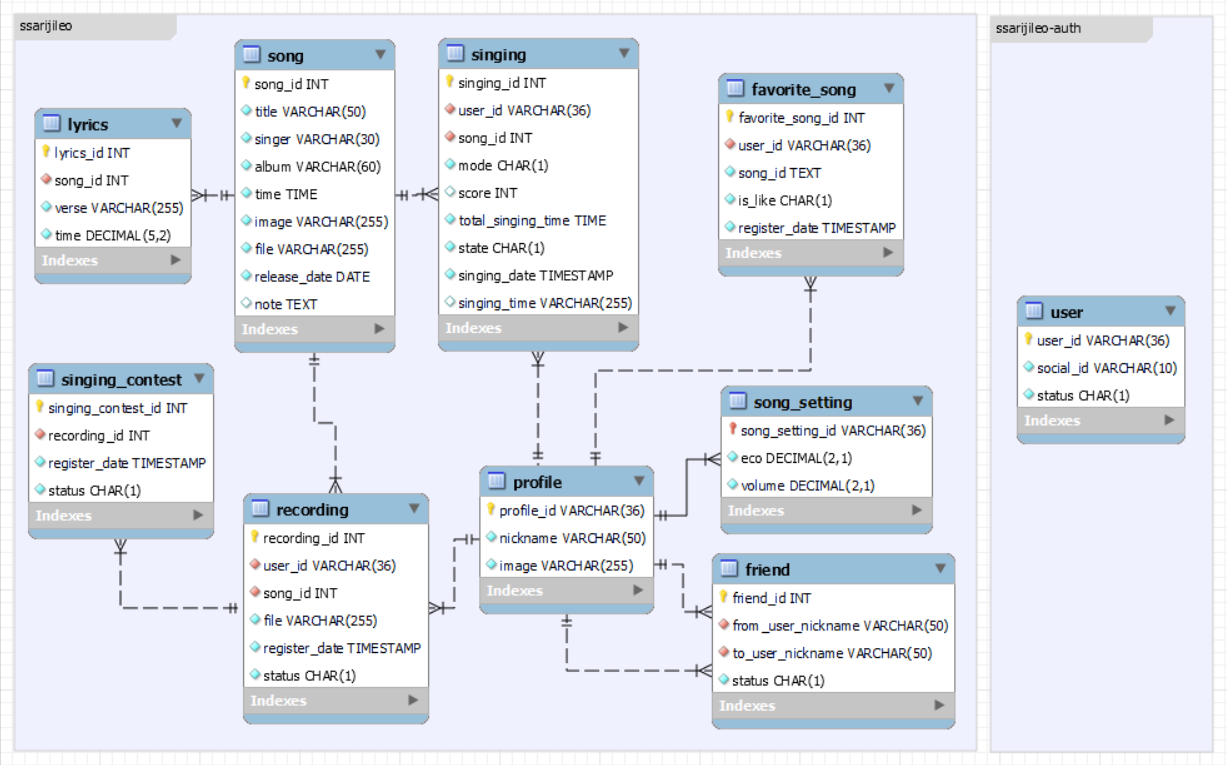 ssarijileo
lyrics
lyrics_id INT
song_id INT
verse VARCHAR(255)
time DECIMAL(5,2)
Indexes
song
song_id INT
title VARCHAR(50)
singer VARCHAR(30)
album VARCHAR(60)
time TIME
image VARCHAR(255)
file VARCHAR(255)
release_date DATE
note TEXT
Indexes
singing
singing_id INT
user_id VARCHAR(36)
song_id INT
mode CHAR(1)
score INT
total_singing_time TIME
state CHAR(1)
singing_date TIMESTAMP
singing_time VARCHAR(255)
Indexes
favorite_song
favorite_song_id INT
user_id VARCHAR(36)
song_id TEXT
is_like CHAR(1)
register_date TIMESTAMP
Indexes
singing_contest
singing_contest_id INT
recording_id INT
register_date TIMESTAMP
status CHAR(1)
Indexes
recording
recording_id INT
user_id VARCHAR(36)
song_id INT
file VARCHAR(255)
register_date TIMESTAMP
status CHAR(1)
Indexes
profile
profile_id VARCHAR(36)
nickname VARCHAR(50)
image VARCHAR(255)
Indexes
song_setting
song_setting_id VARCHAR(36)
eco DECIMAL(2,1)
volume DECIMAL(2,1)
Indexes
friend
friend_id INT
from_user_nickname VARCHAR(50)
to_user_nickname VARCHAR(50)
status CHAR(1)
Indexes
ssarijileo-auth
user
user_id VARCHAR(36)
social_id VARCHAR(10)
status CHAR(1)
Indexes